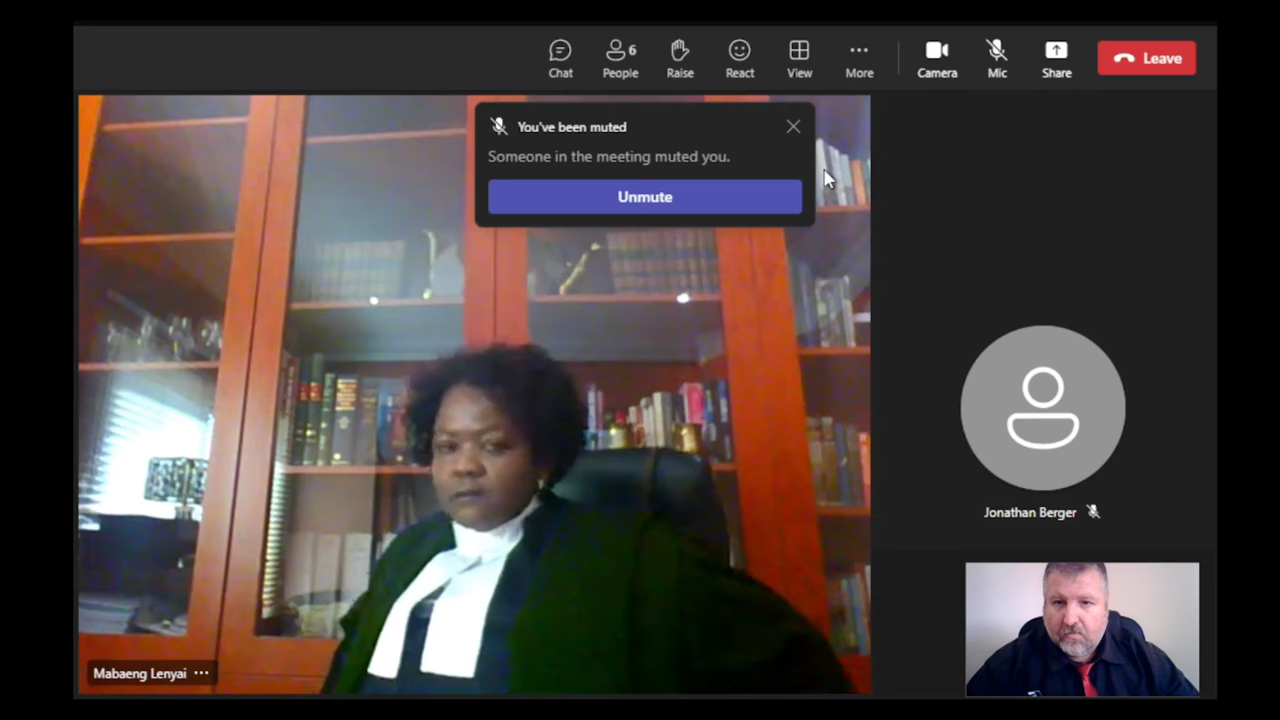 6
Chat
People
Raise
React
View
More
Camera
Mic
Share
Leave
You've been muted
Someone in the meeting muted you.
Unmute
Jonathan Berger
Mabaeng Lenyai